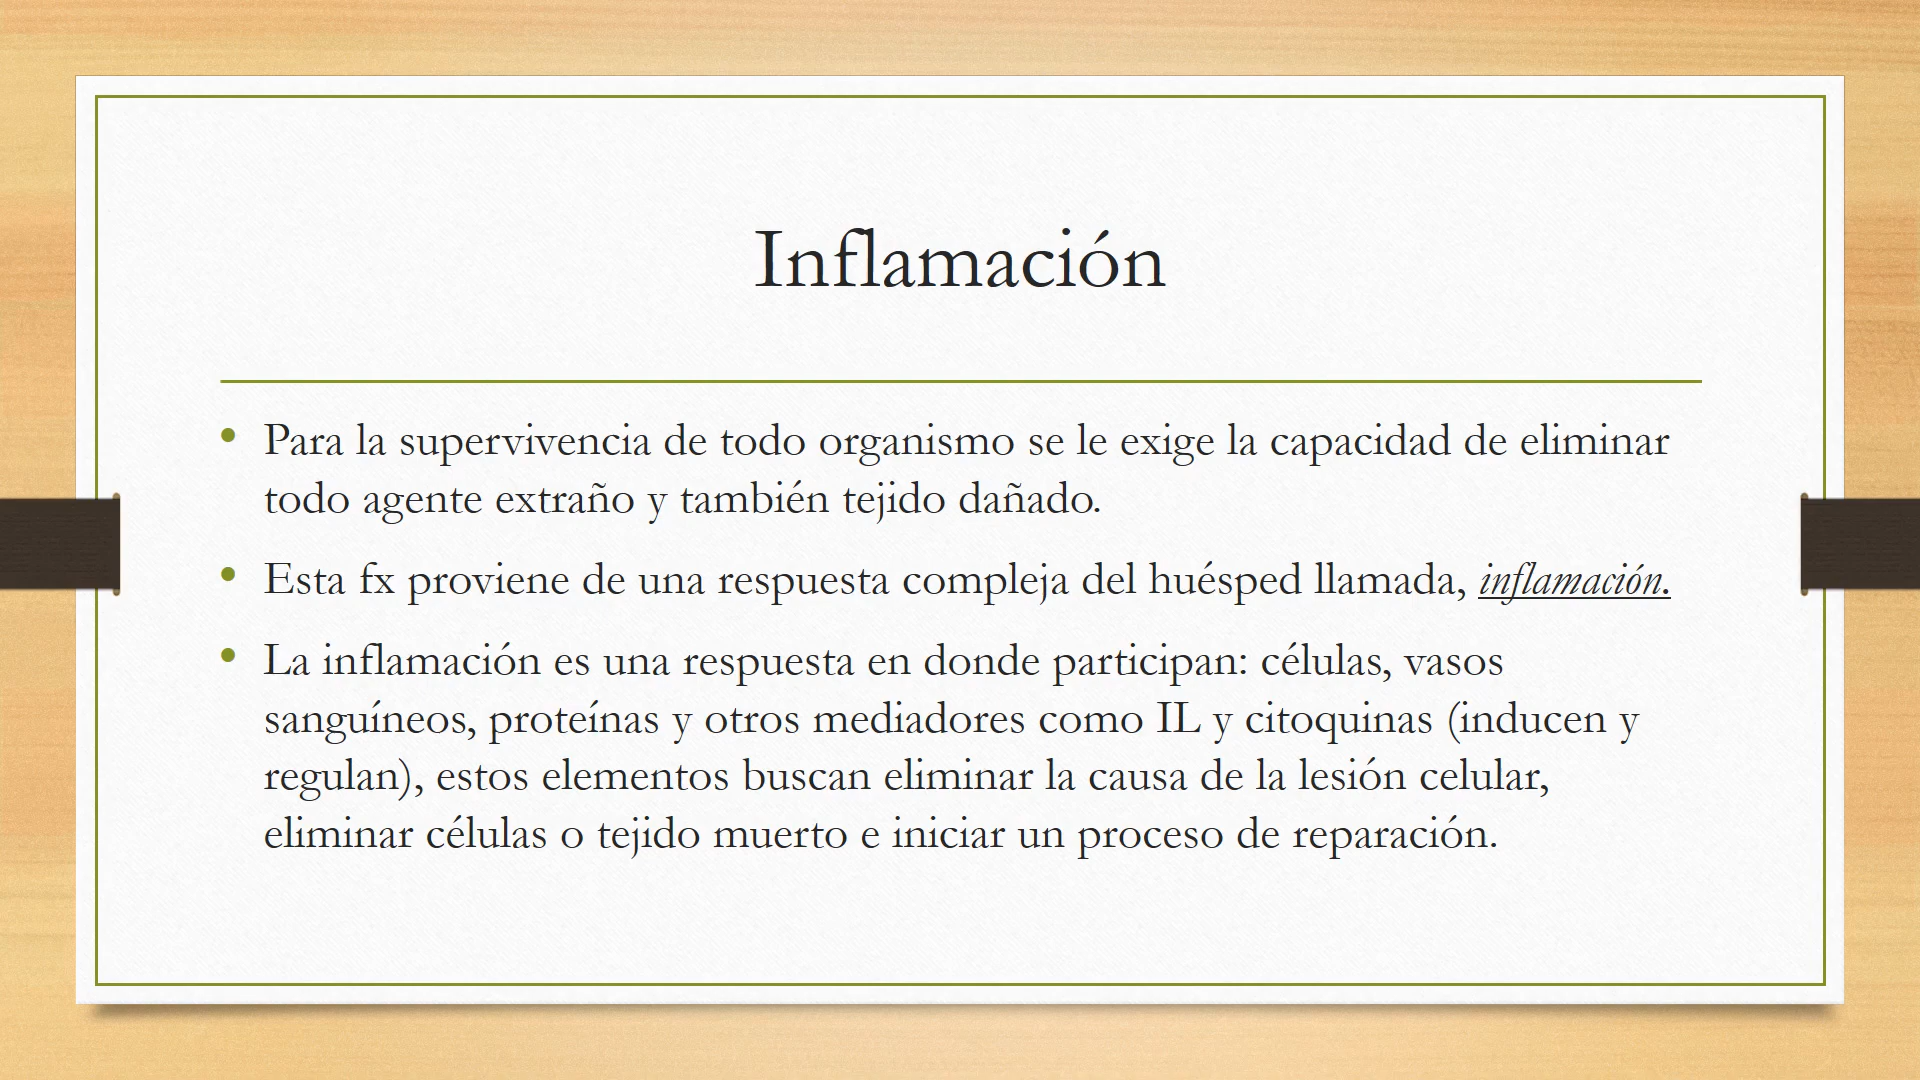 Inflamación
• Para la supervivencia de todo organismo se le exige la capacidad de eliminar
todo agente extraño y también tejido dañado.
• Esta fx proviene de una respuesta compleja del huésped llamada, inflamación.
• La inflamación es una respuesta en donde participan: células, vasos
sanguíneos, proteínas y otros mediadores como IL y citoquinas (inducen y
regulan), estos elementos buscan eliminar la causa de la lesión celular,
eliminar células o tejido muerto e iniciar un proceso de reparación.